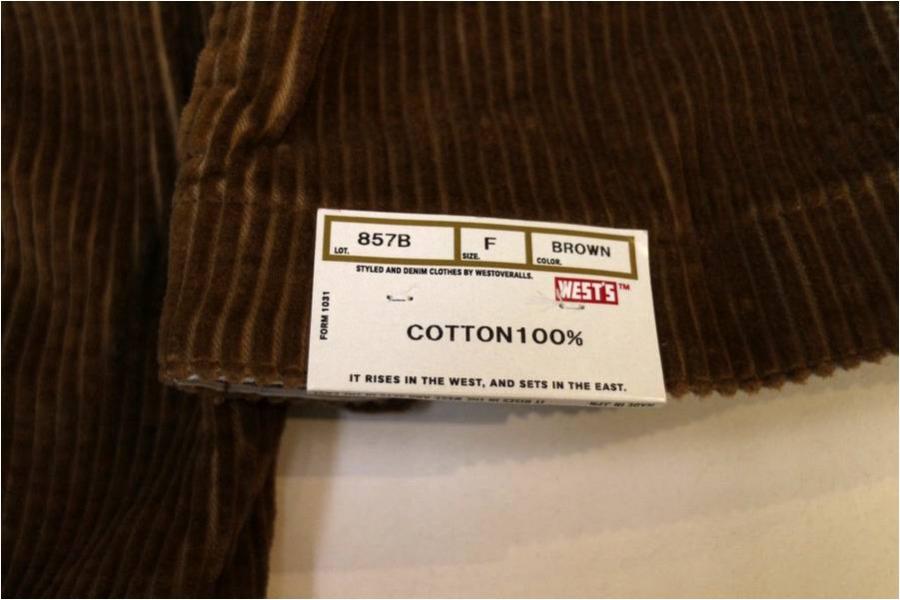 857B F BROWN
LOT. SIZE. COLOR.
STYLED AND DENIM CLOTHES BY WESTOVERALLS.
WEST'S™
FORM 1031
COTTON100%
IT RISES IN THE WEST, AND SETS IN THE EAST.